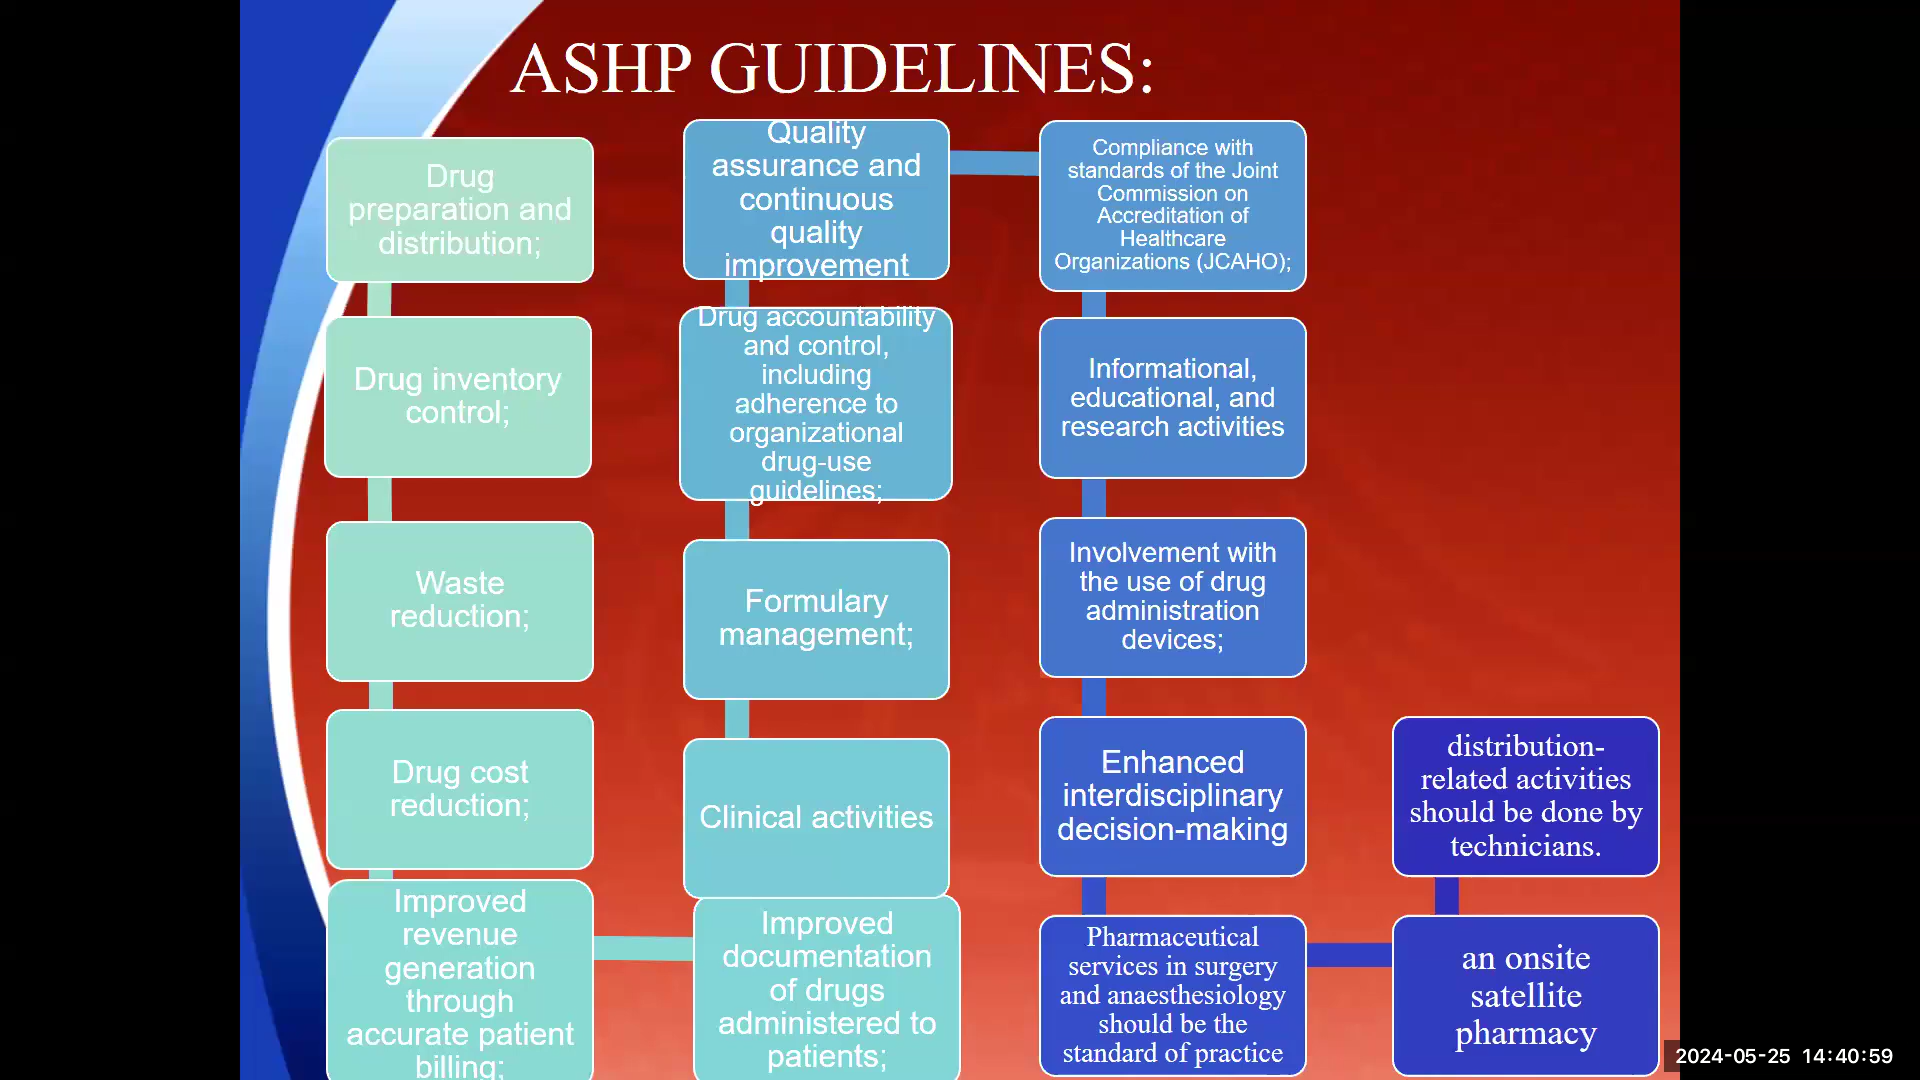 ASHP GUIDELINES:
Drug
preparation and
distribution;
Drug inventory
control;
Waste
reduction;
Drug cost
reduction;
Improved
revenue
generation
through
accurate patient
billing;
Improved
documentation
of drugs
administered to
patients;
Clinical activities
Formulary
management;
Drug accountability
and control,
including
adherence to
organizational
drug-use
guidelines;
Quality
assurance and
continuous
quality
improvement
Compliance with
standards of the Joint
Commission on
Accreditation of
Healthcare
Organizations (JCAHO);
Informational,
educational, and
research activities
Involvement with
the use of drug
administration
devices;
Enhanced
interdisciplinary
decision-making
Pharmaceutical
services in surgery
and anaesthesiology
should be the
standard of practice
an onsite
satellite
pharmacy
distribution-
related activities
should be done by
technicians.
2024-05-25 14:40:59